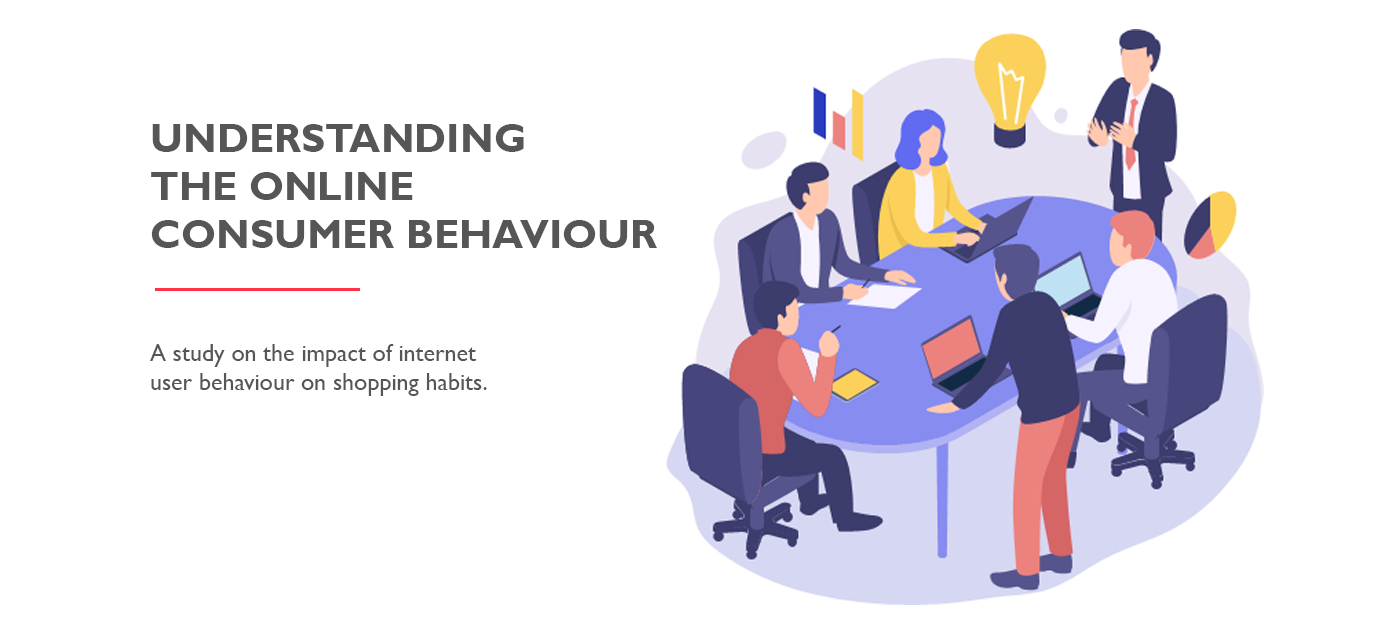 UNDERSTANDING
THE ONLINE
CONSUMER BEHAVIOUR
A study on the impact of internet
user behaviour on shopping habits.